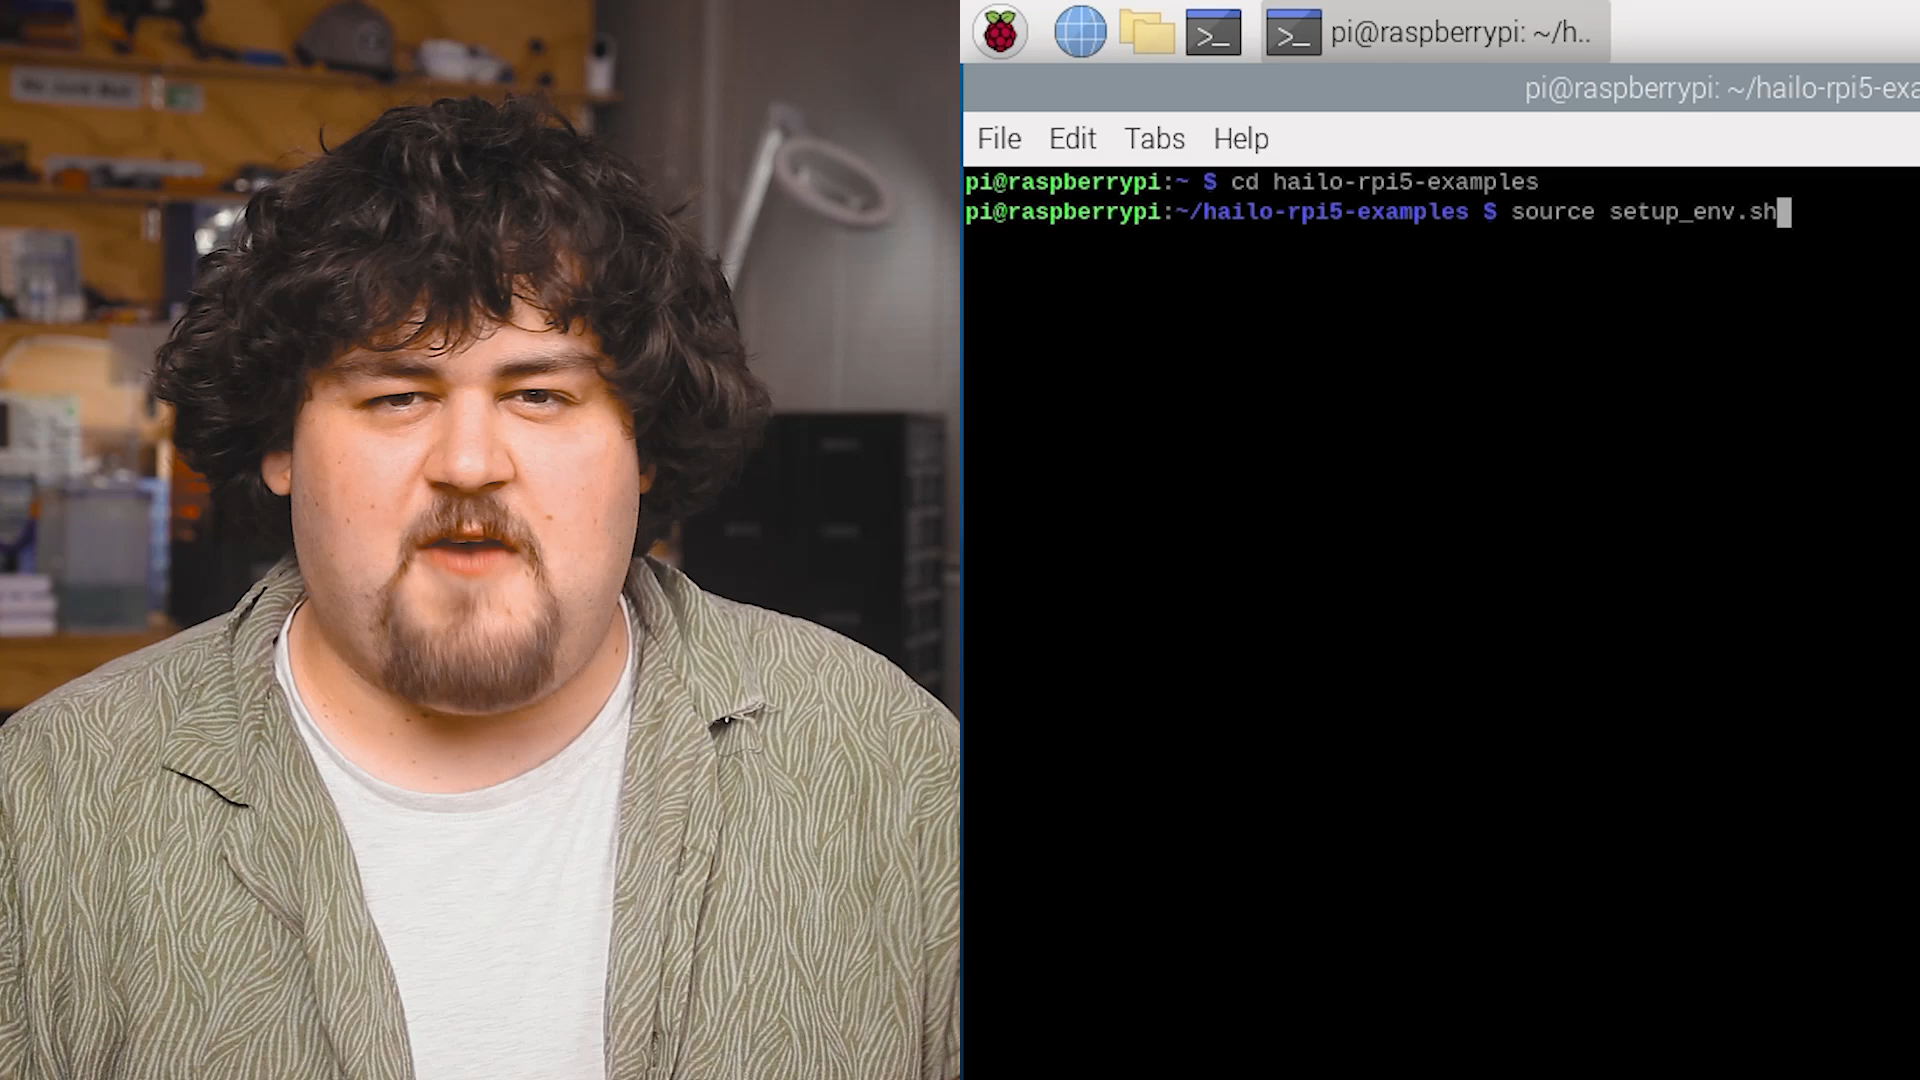 pi@raspberrypi: ~/h..
pi@raspberrypi: ~/hailo-rpi5-exa
File Edit Tabs Help
pi@raspberrypi:~ $ cd hailo-rpi5-examples
pi@raspberrypi:~/hailo-rpi5-examples $ source setup_env.sh